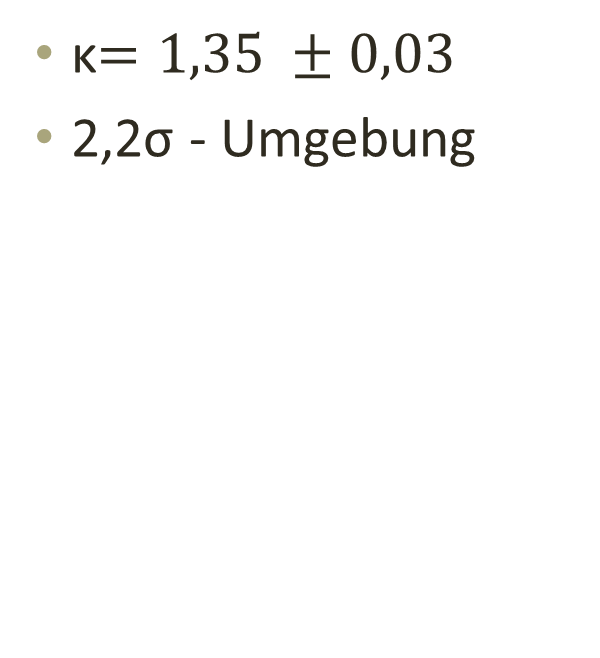 • κ= 1,35 ± 0,03
• 2,2σ - Umgebung